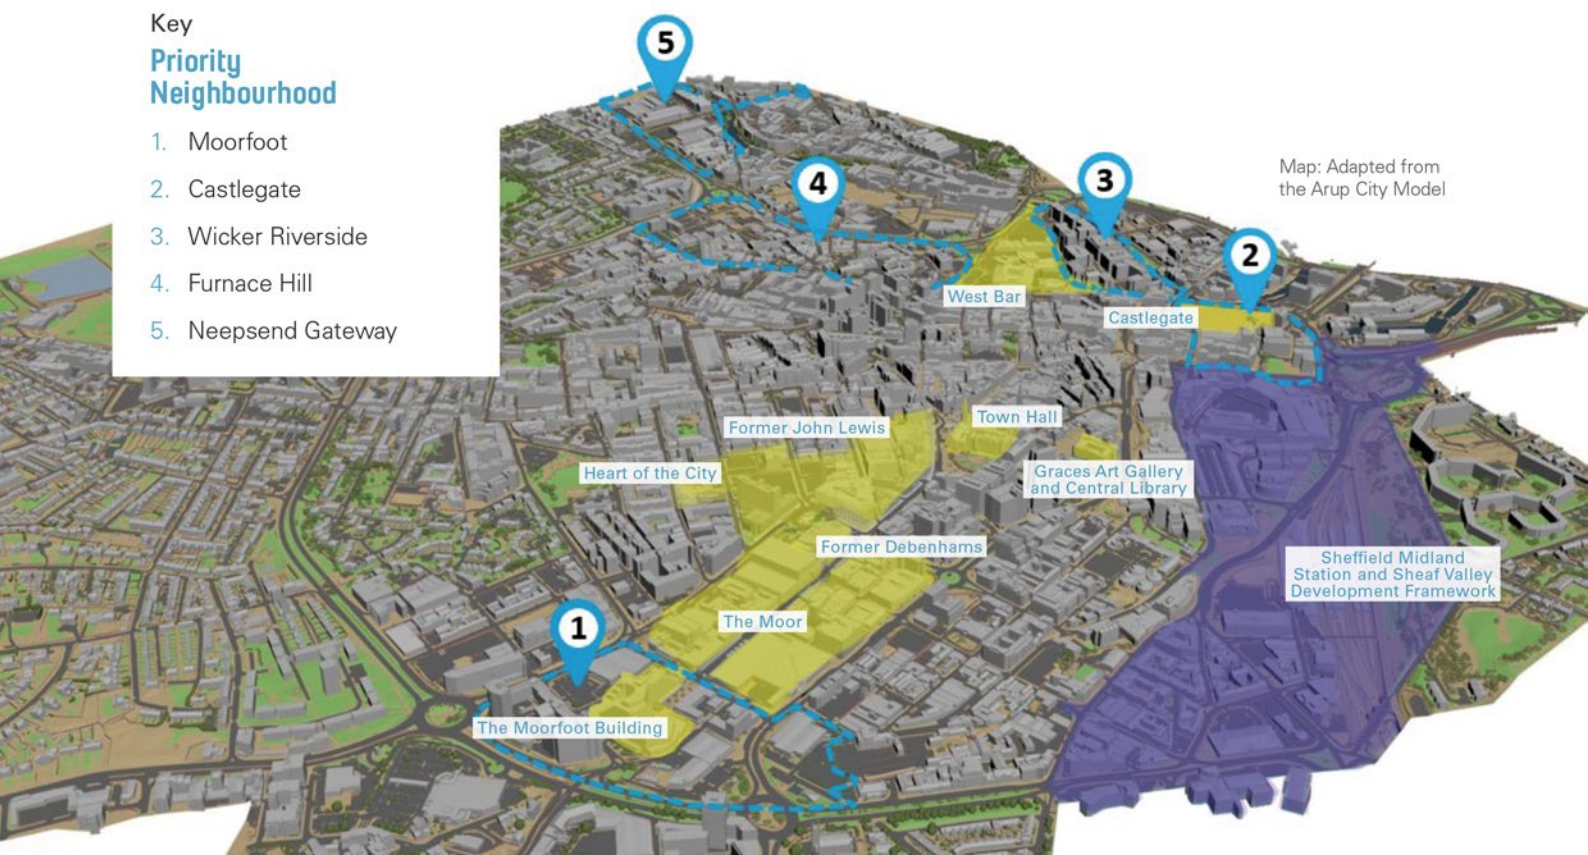 Key
Priority
Neighbourhood
1. Moorfoot
2. Castlegate
3. Wicker Riverside
4. Furnace Hill
5. Neepsend Gateway
5
4
3
2
Map: Adapted from
the Arup City Model
West Bar
Castlegate
Former John Lewis
Town Hall
Heart of the City
Graces Art Gallery
and Central Library
Former Debenhams
Sheffield Midland
Station and Sheaf Valley
Development Framework
The Moor
1
The Moorfoot Building